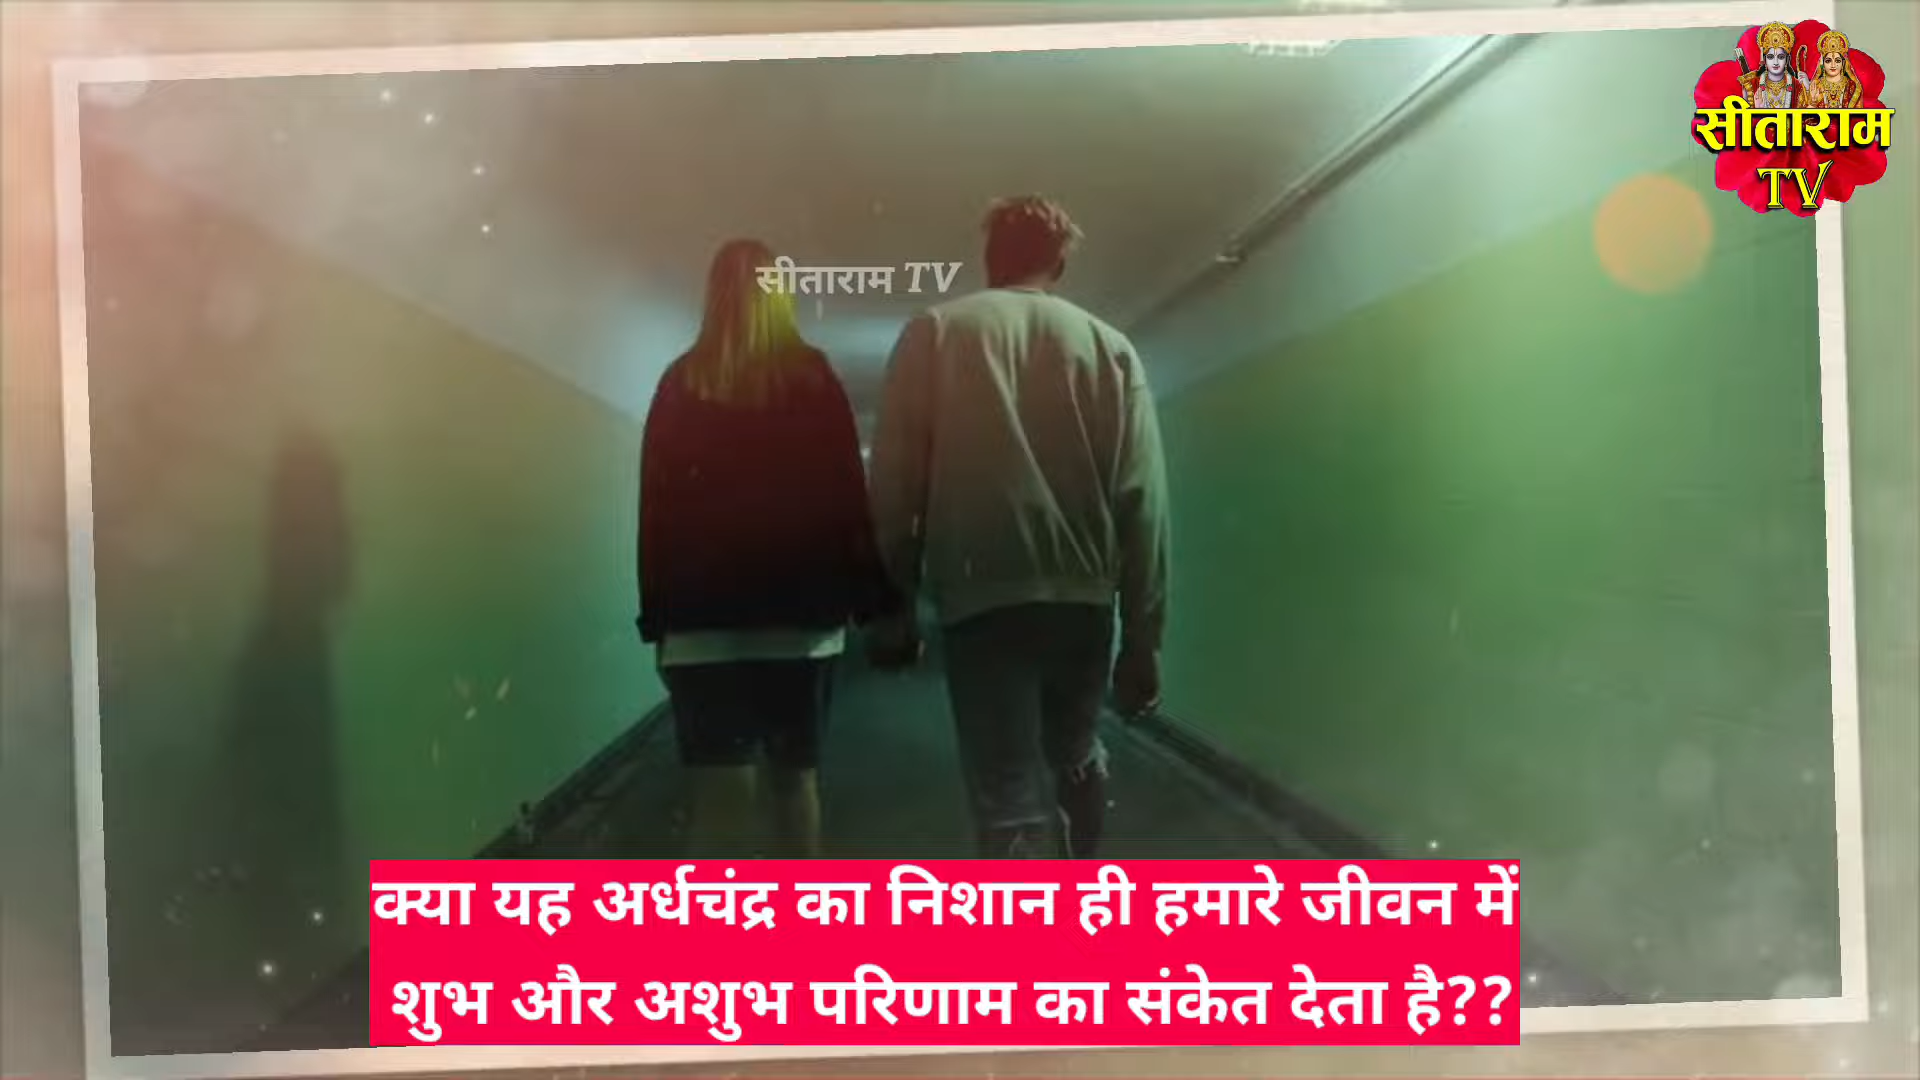 सीताराम
TV
सीताराम TV
क्या यह अर्धचंद्र का निशान ही हमारे जीवन में
शुभ और अशुभ परिणाम का संकेत देता है??